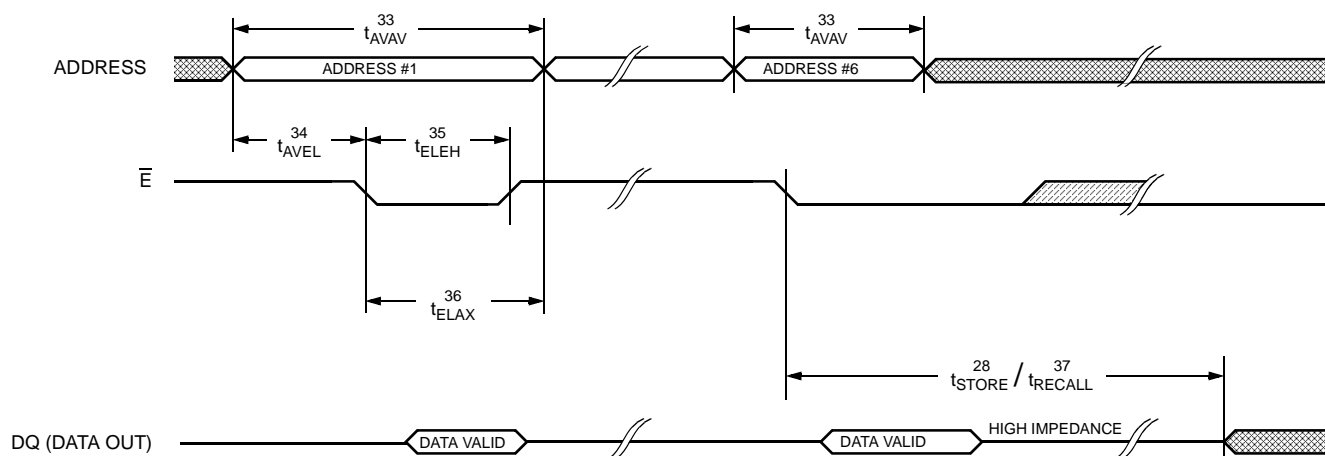 33
tAVAV
33
tAVAV
ADDRESS
ADDRESS #1
ADDRESS #6
34
tAVEL
35
tELEH
E
36
tELAX
28 37
tSTORE / tRECALL
DQ (DATA OUT)
DATA VALID
DATA VALID
HIGH IMPEDANCE